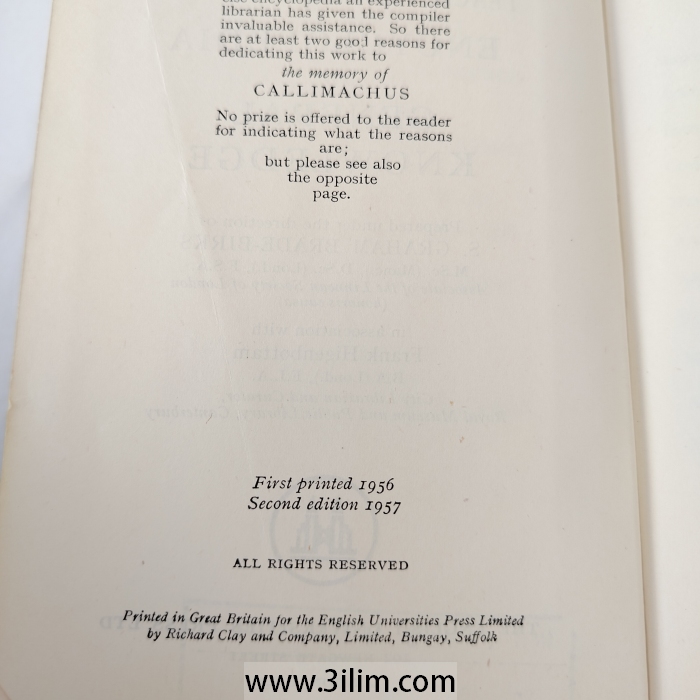 else encyclopedia an experienced
librarian has given the compiler
invaluable assistance. So there
are at least two good reasons for
dedicating this work to
the memory of
CALLIMACHUS
No prize is offered to the reader
for indicating what the reasons
are;
but please see also
the opposite
page.
First printed 1956
Second edition 1957
ALL RIGHTS RESERVED
Printed in Great Britain for the English Universities Press Limited
by Richard Clay and Company, Limited, Bungay, Suffolk
www.3ilim.com